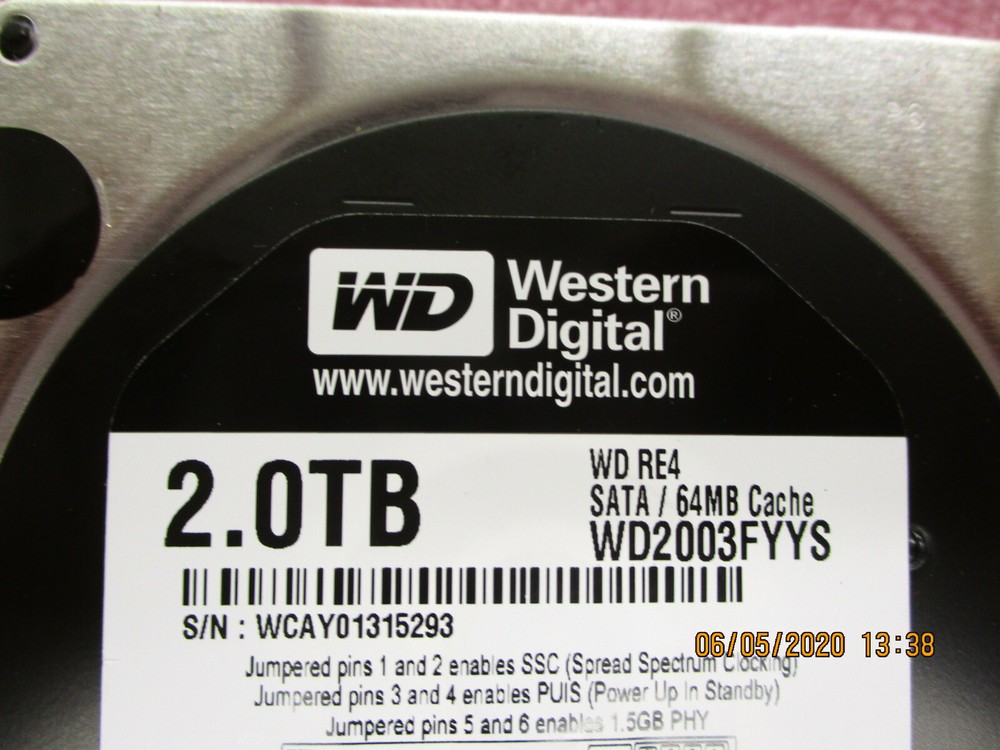 WD Western
Digital®
www.westerndigital.com
2.0TB
WD RE4
SATA / 64MB Cache
WD2003FYYS
S/N : WCAY01315293
06/05/2020 13:38
Jumpered pins 1 and 2 enables SSC (Spread Spectrum Clocking)
Jumpered pins 3 and 4 enables PUIS (Power Up In Standby)
Jumpered pins 5 and 6 enables 1.5GB PHY